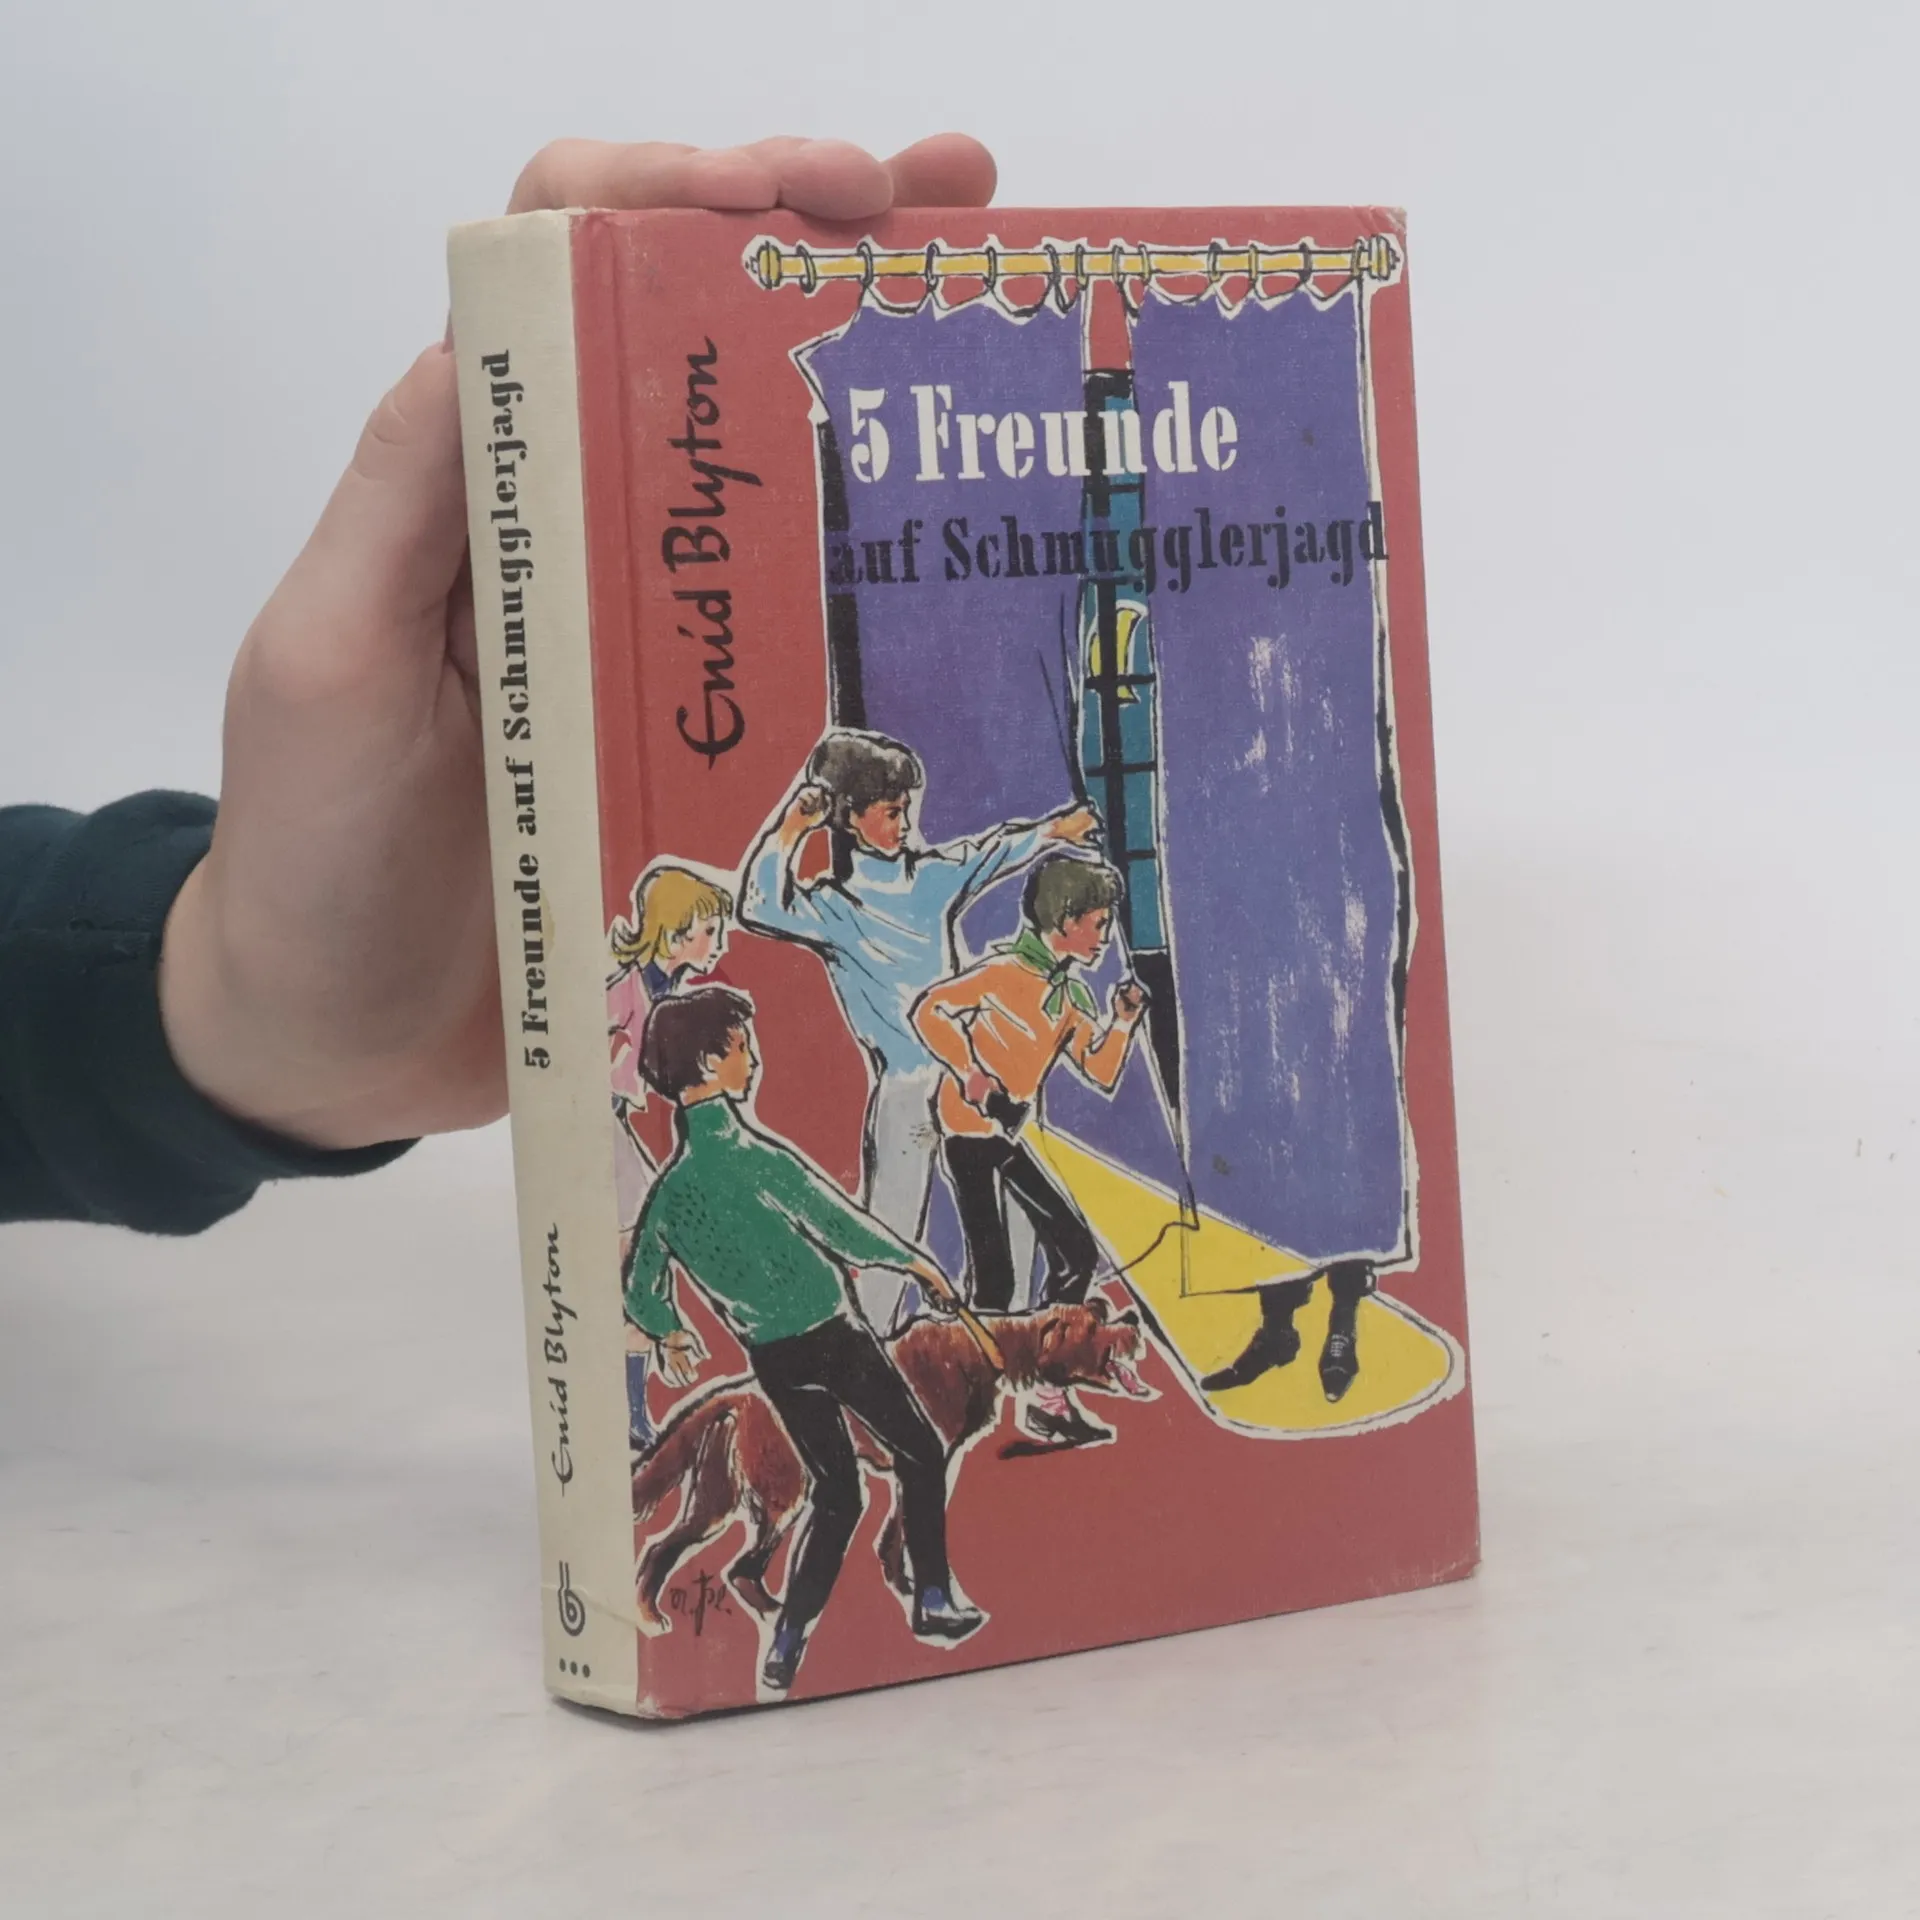 5 Freunde
auf Schmugglerjagd
Enid Blyton
5 Freunde auf Schmugglerjagd
Enid Blyton